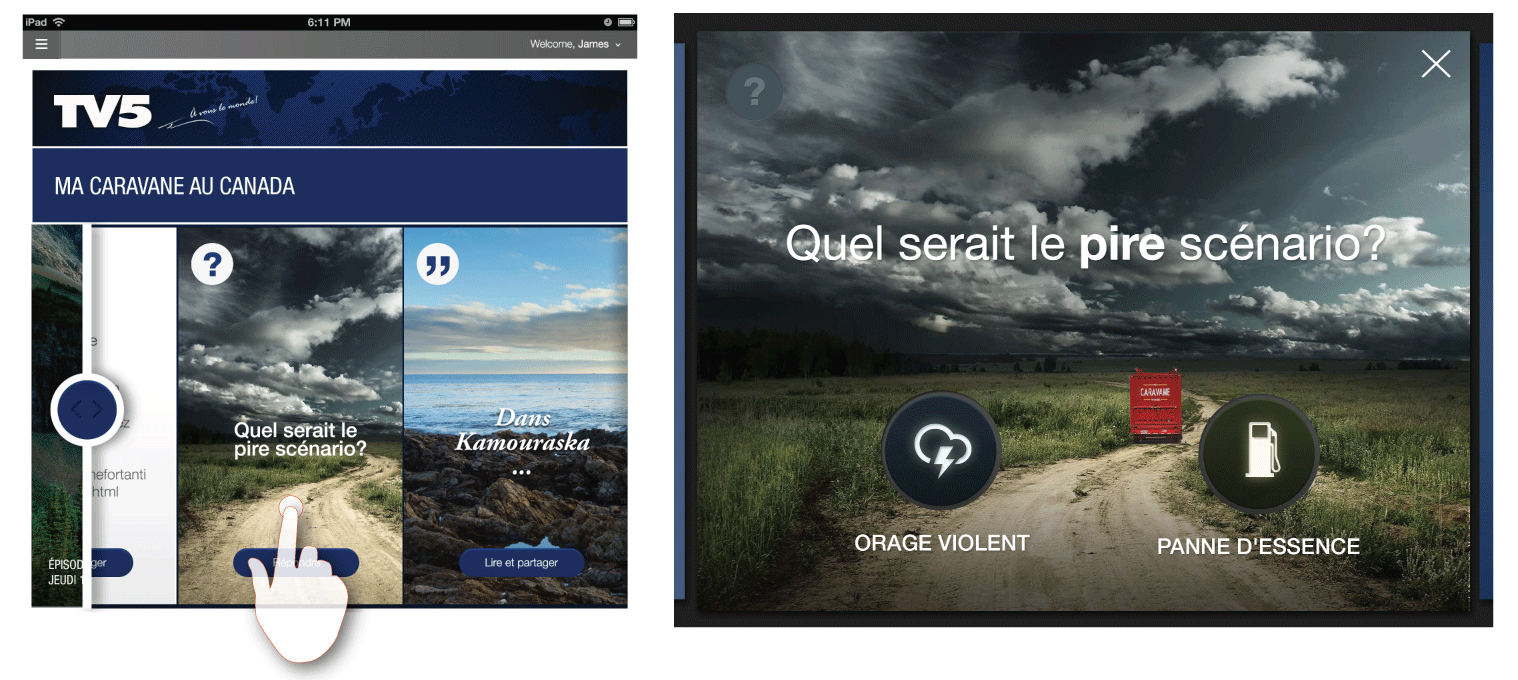 iPad
6:11 PM
Welcome, James
TV5
À vous le monde!
MA CARAVANE AU CANADA
?
e
ez
nefortanti
html
ÉPISOD
ger
JEUDI 1
?
Quel serait le
pire scénario?
Répondre
”
Dans
Kamouraska
...
Lire et partager
?
Quel serait le pire scénario?
CARAVANE
ORAGE VIOLENT
PANNE D'ESSENCE